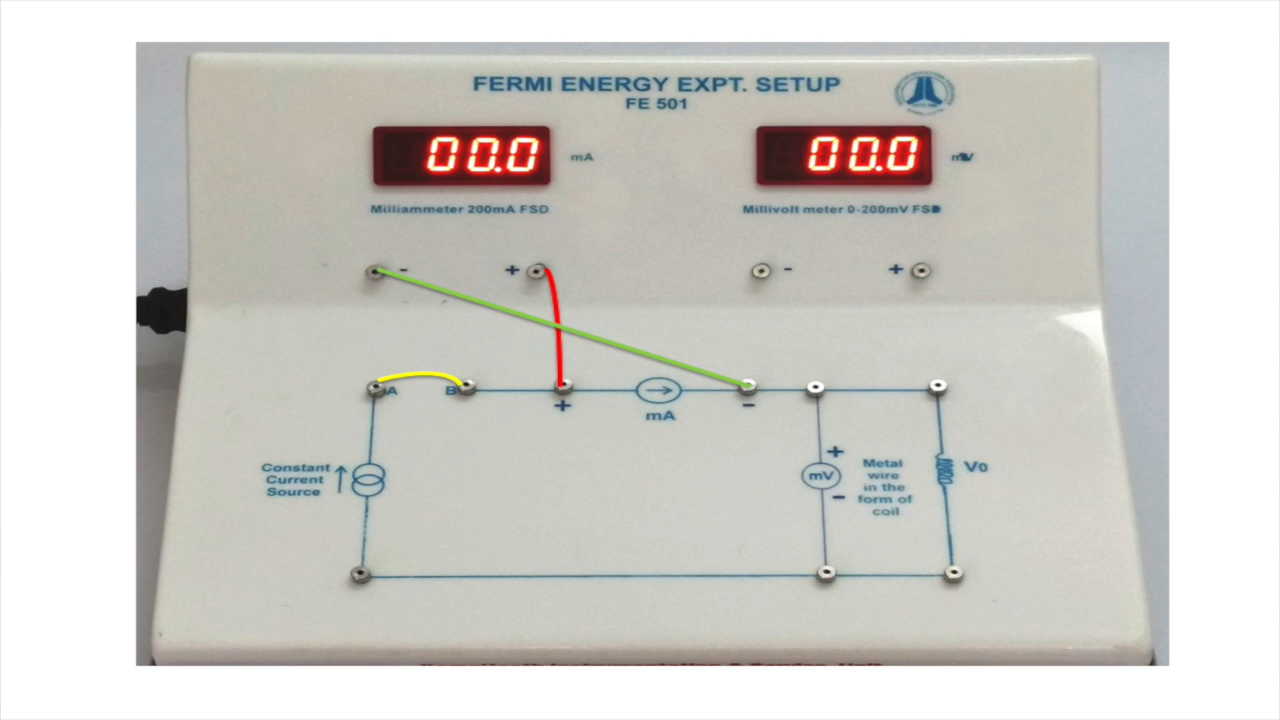 FERMI ENERGY EXPT. SETUP
FE 501
00.0 mA
00.0 mV
Milliammeter 200mA FSD
Millivolt meter 0-200mV FSD
- +
- +
A B
+ mA -
Constant
Current
Source
+
mV
-
Metal
wire
in the
form of
coil
Vo